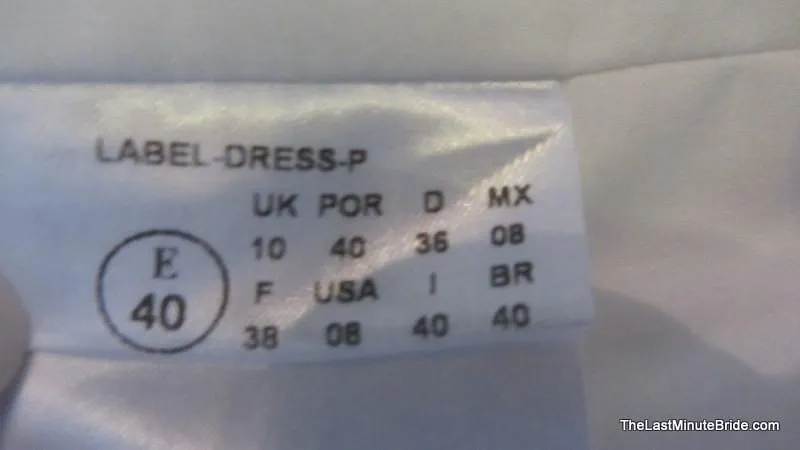 LABEL-DRESS-P
UK POR D MX
10 40 36 08
E
40
F USA I BR
38 08 40 40
TheLastMinuteBride.com